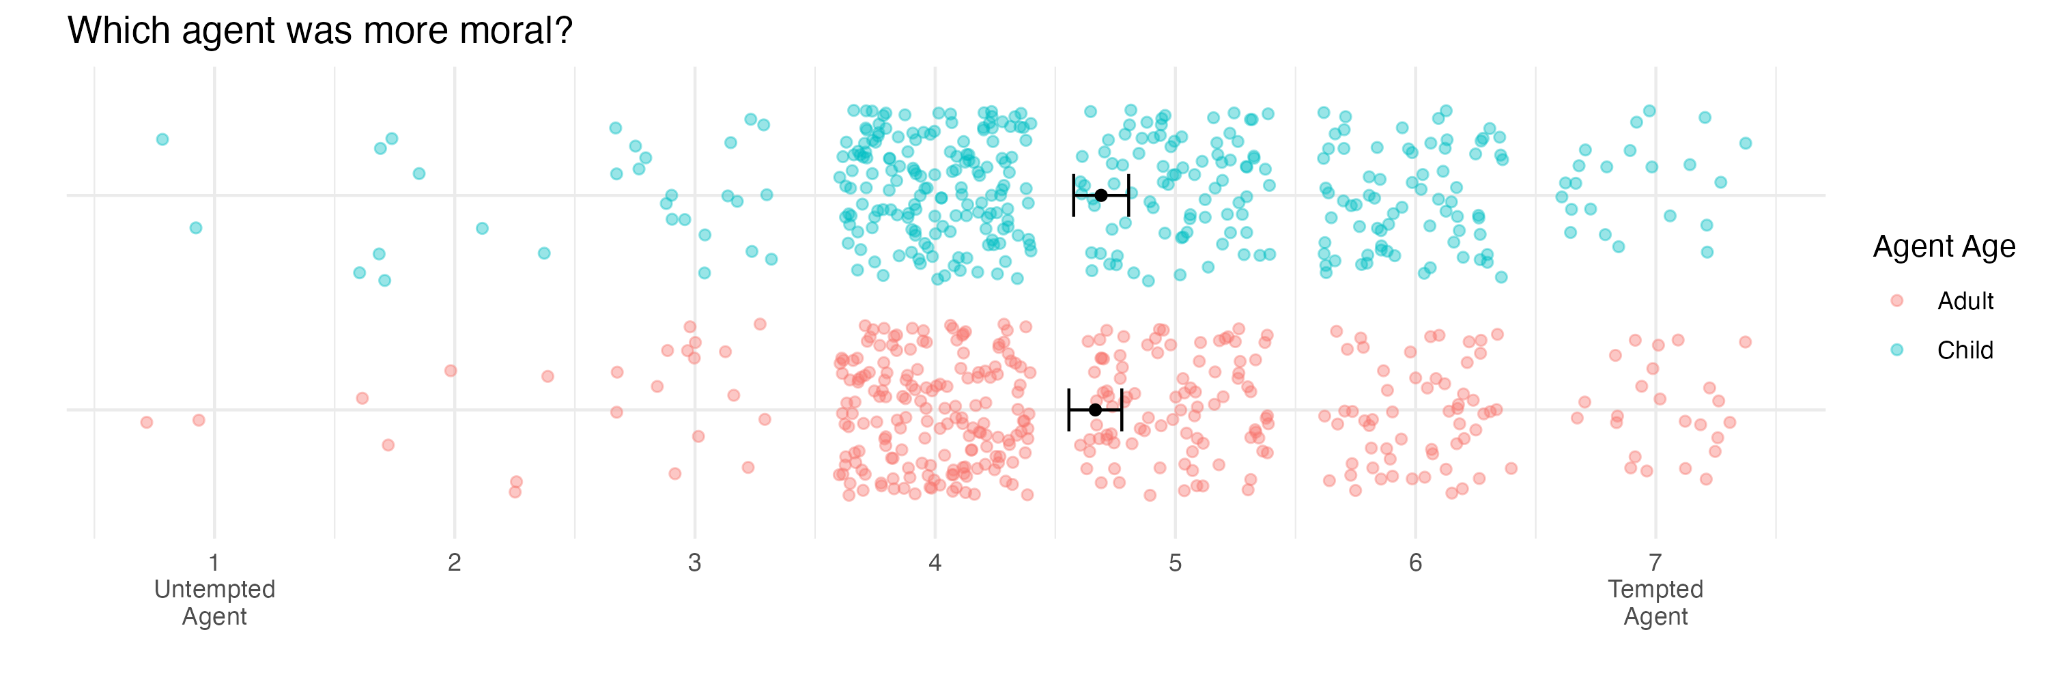 Which agent was more moral?
1
Untempted
Agent
2
3
4
5
6
7
Tempted
Agent
Agent Age
Adult
Child